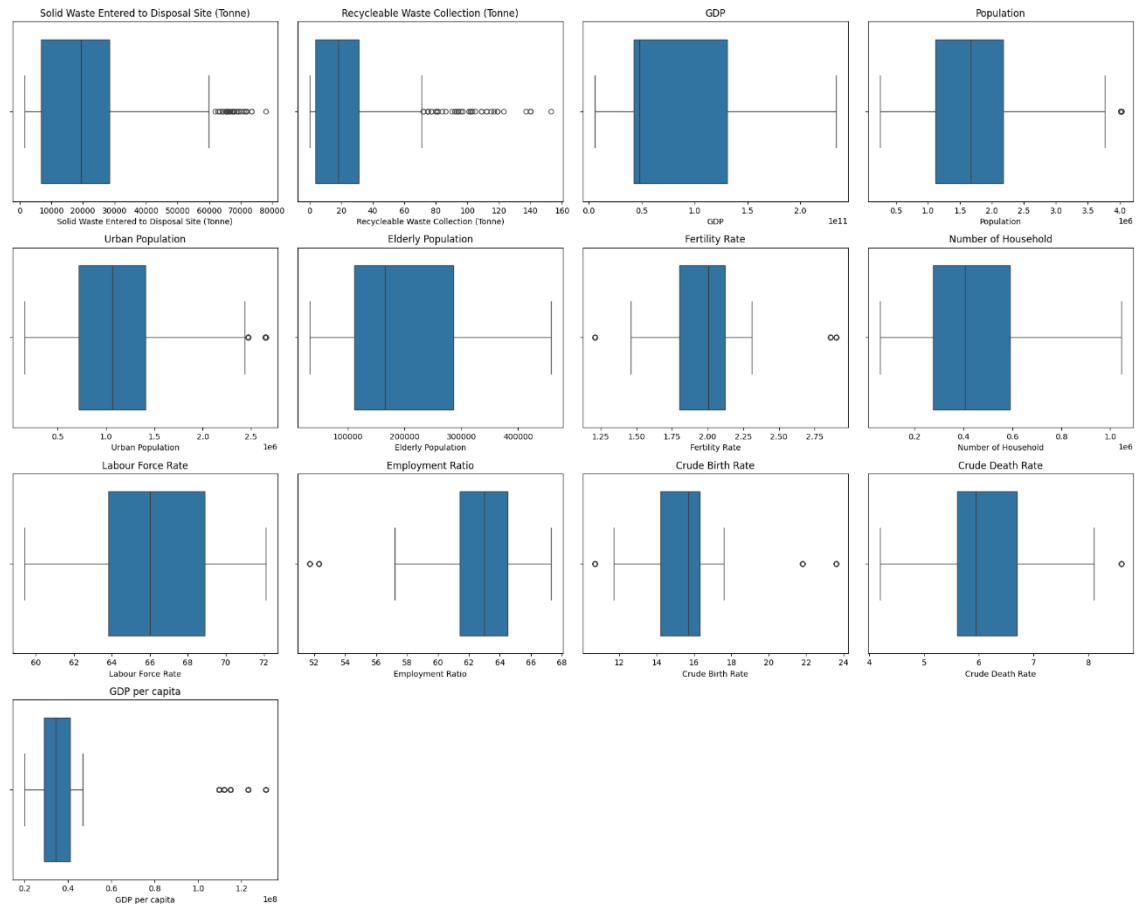 Solid Waste Entered to Disposal Site (Tonne)
0 10000 20000 30000 40000 50000 60000 70000 80000
Solid Waste Entered to Disposal Site (Tonne)
Recycleable Waste Collection (Tonne)
0 20 40 60 80 100 120 140 160
Recycleable Waste Collection (Tonne)
GDP
0.0 0.5 1.0 1.5 2.0
1e11
GDP
Population
0.5 1.0 1.5 2.0 2.5 3.0 3.5 4.0
1e6
Population
Urban Population
0.5 1.0 1.5 2.0 2.5
1e6
Urban Population
Elderly Population
100000 200000 300000 400000
Elderly Population
Fertility Rate
1.25 1.50 1.75 2.00 2.25 2.50 2.75
Fertility Rate
Number of Household
0.2 0.4 0.6 0.8 1.0
1e6
Number of Household
Labour Force Rate
60 62 64 66 68 70 72
Labour Force Rate
Employment Ratio
52 54 56 58 60 62 64 66 68
Employment Ratio
Crude Birth Rate
12 14 16 18 20 22 24
Crude Birth Rate
Crude Death Rate
4 5 6 7 8
Crude Death Rate
GDP per capita
0.2 0.4 0.6 0.8 1.0 1.2
1e8
GDP per capita